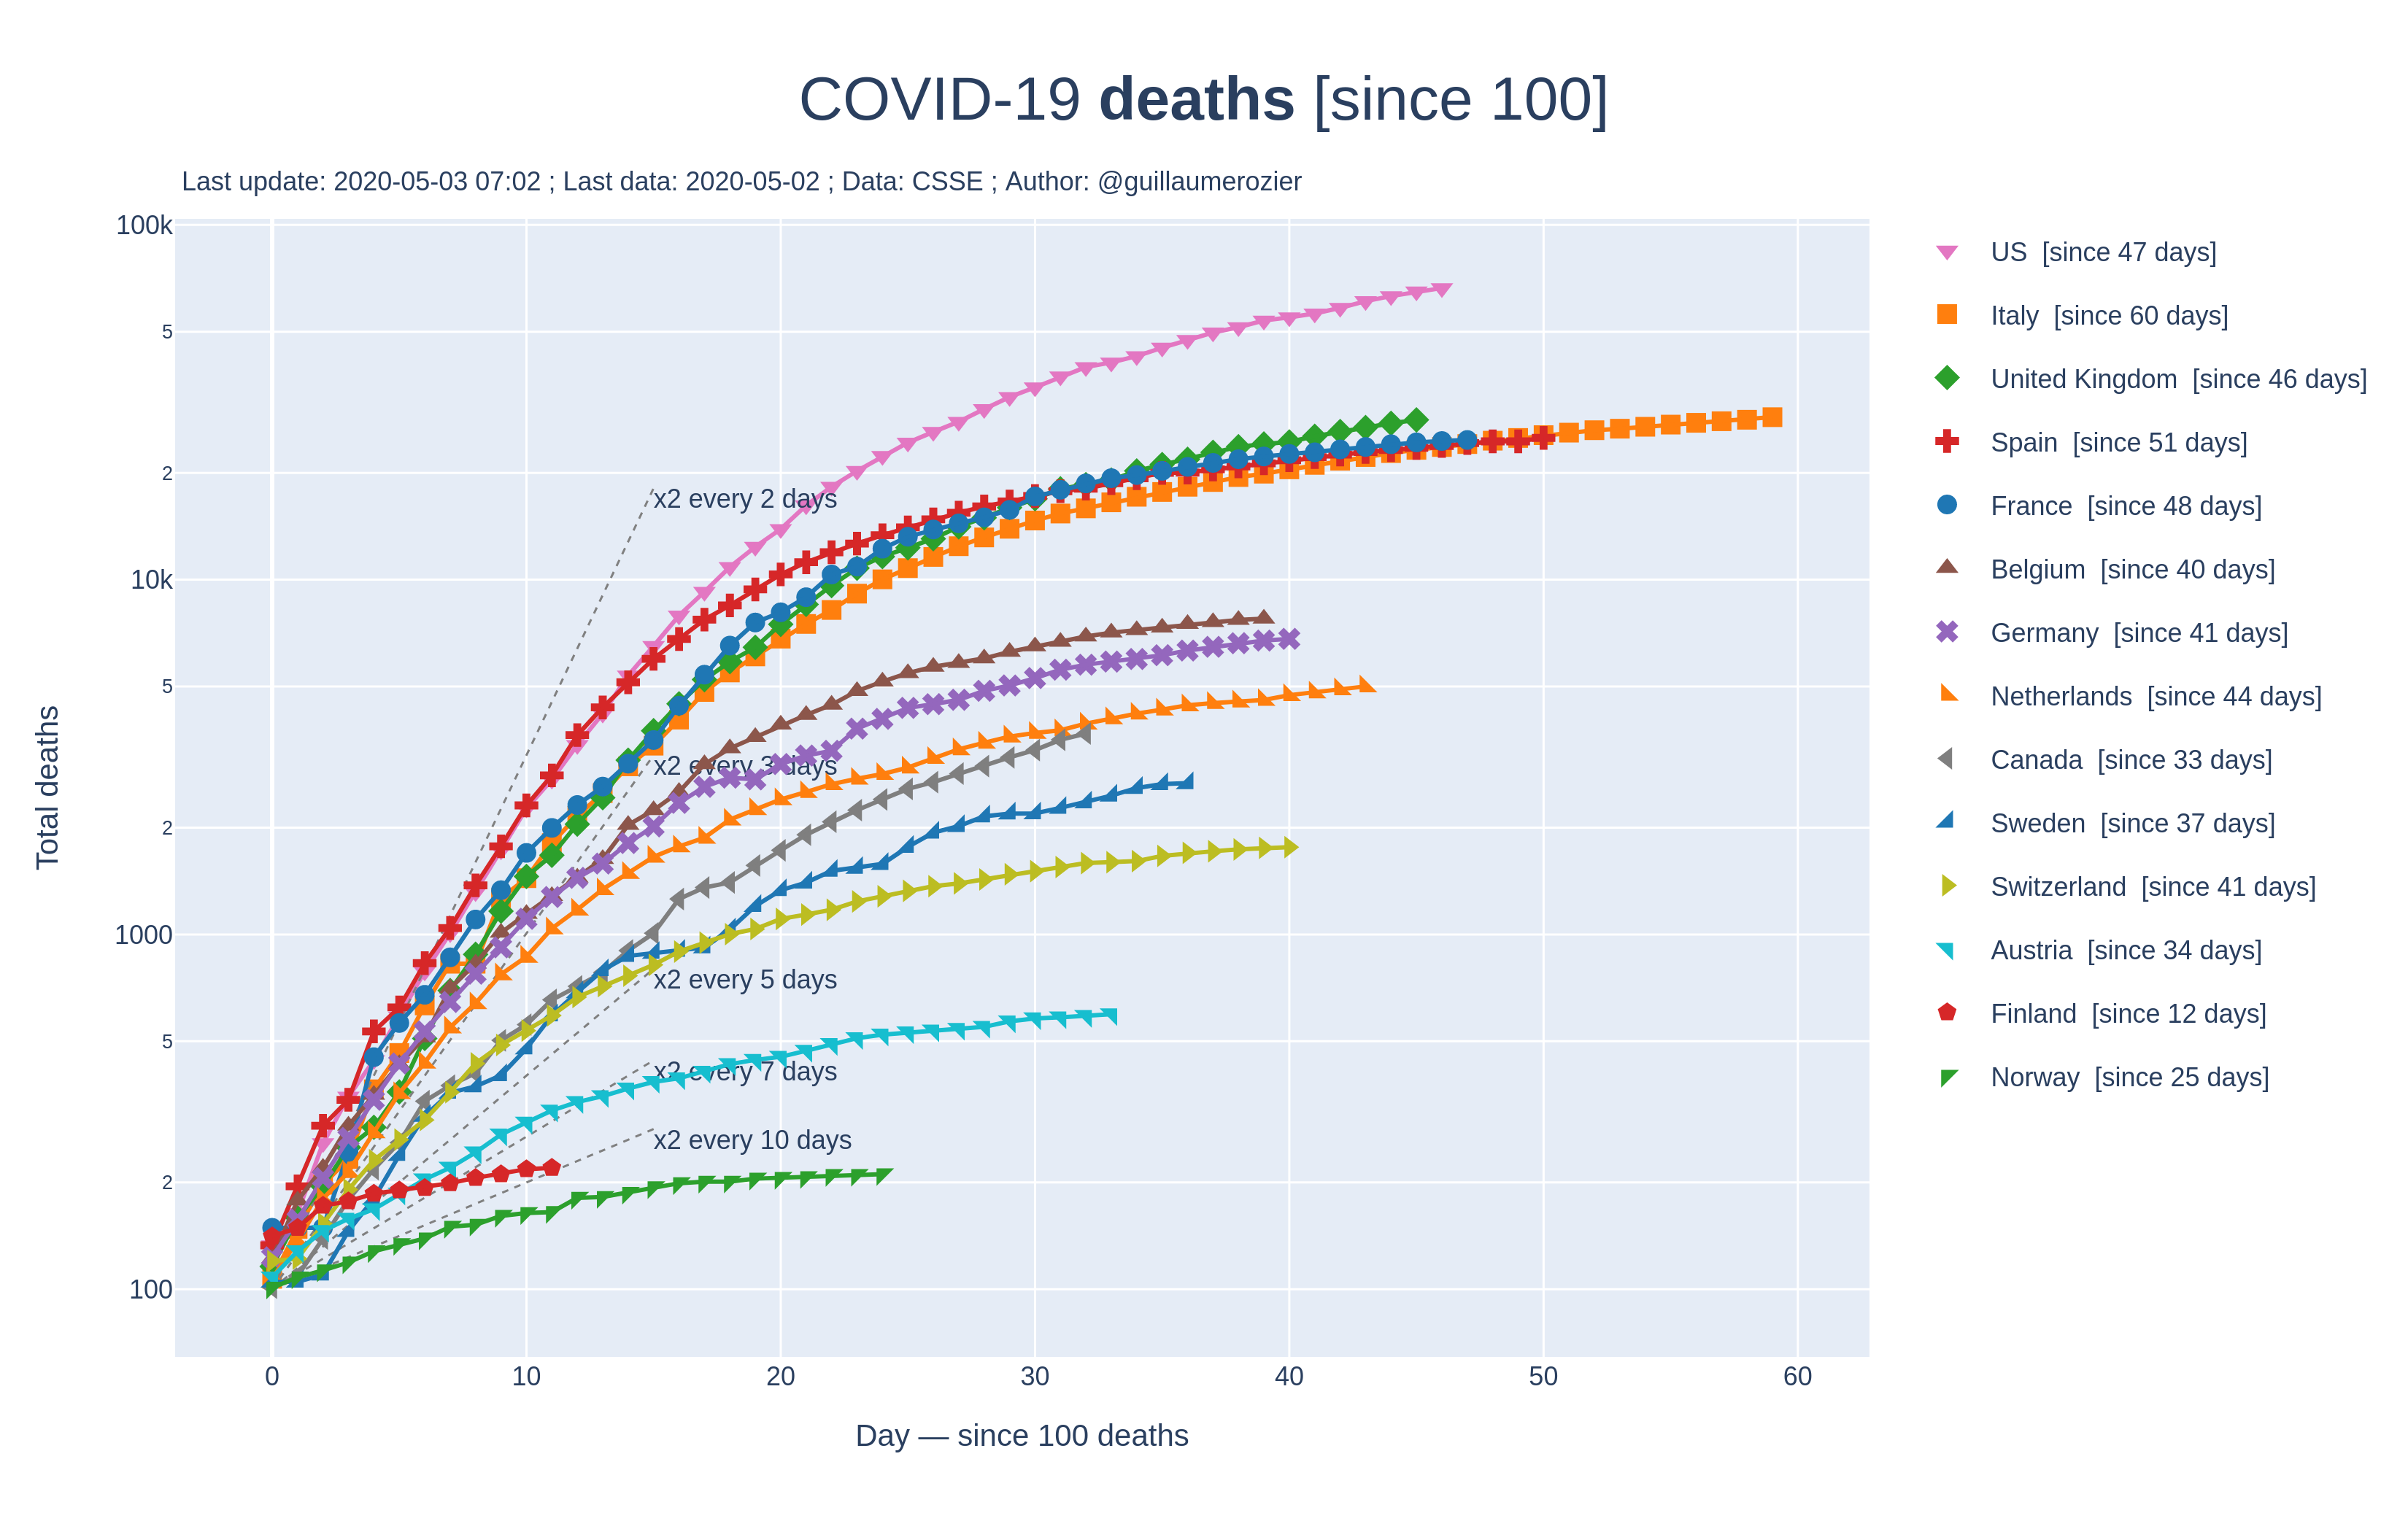 COVID-19 deaths [since 100]
Last update: 2020-05-03 07:02 ; Last data: 2020-05-02 ; Data: CSSE ; Author: @guillaumerozier
100k
5
2
10k
5
2
1000
5
2
100
Total deaths
x2 every 2 days
x2 every 3 days
x2 every 5 days
x2 every 7 days
x2 every 10 days
0 10 20 30 40 50 60
Day — since 100 deaths
US [since 47 days]
Italy [since 60 days]
United Kingdom [since 46 days]
Spain [since 51 days]
France [since 48 days]
Belgium [since 40 days]
Germany [since 41 days]
Netherlands [since 44 days]
Canada [since 33 days]
Sweden [since 37 days]
Switzerland [since 41 days]
Austria [since 34 days]
Finland [since 12 days]
Norway [since 25 days]